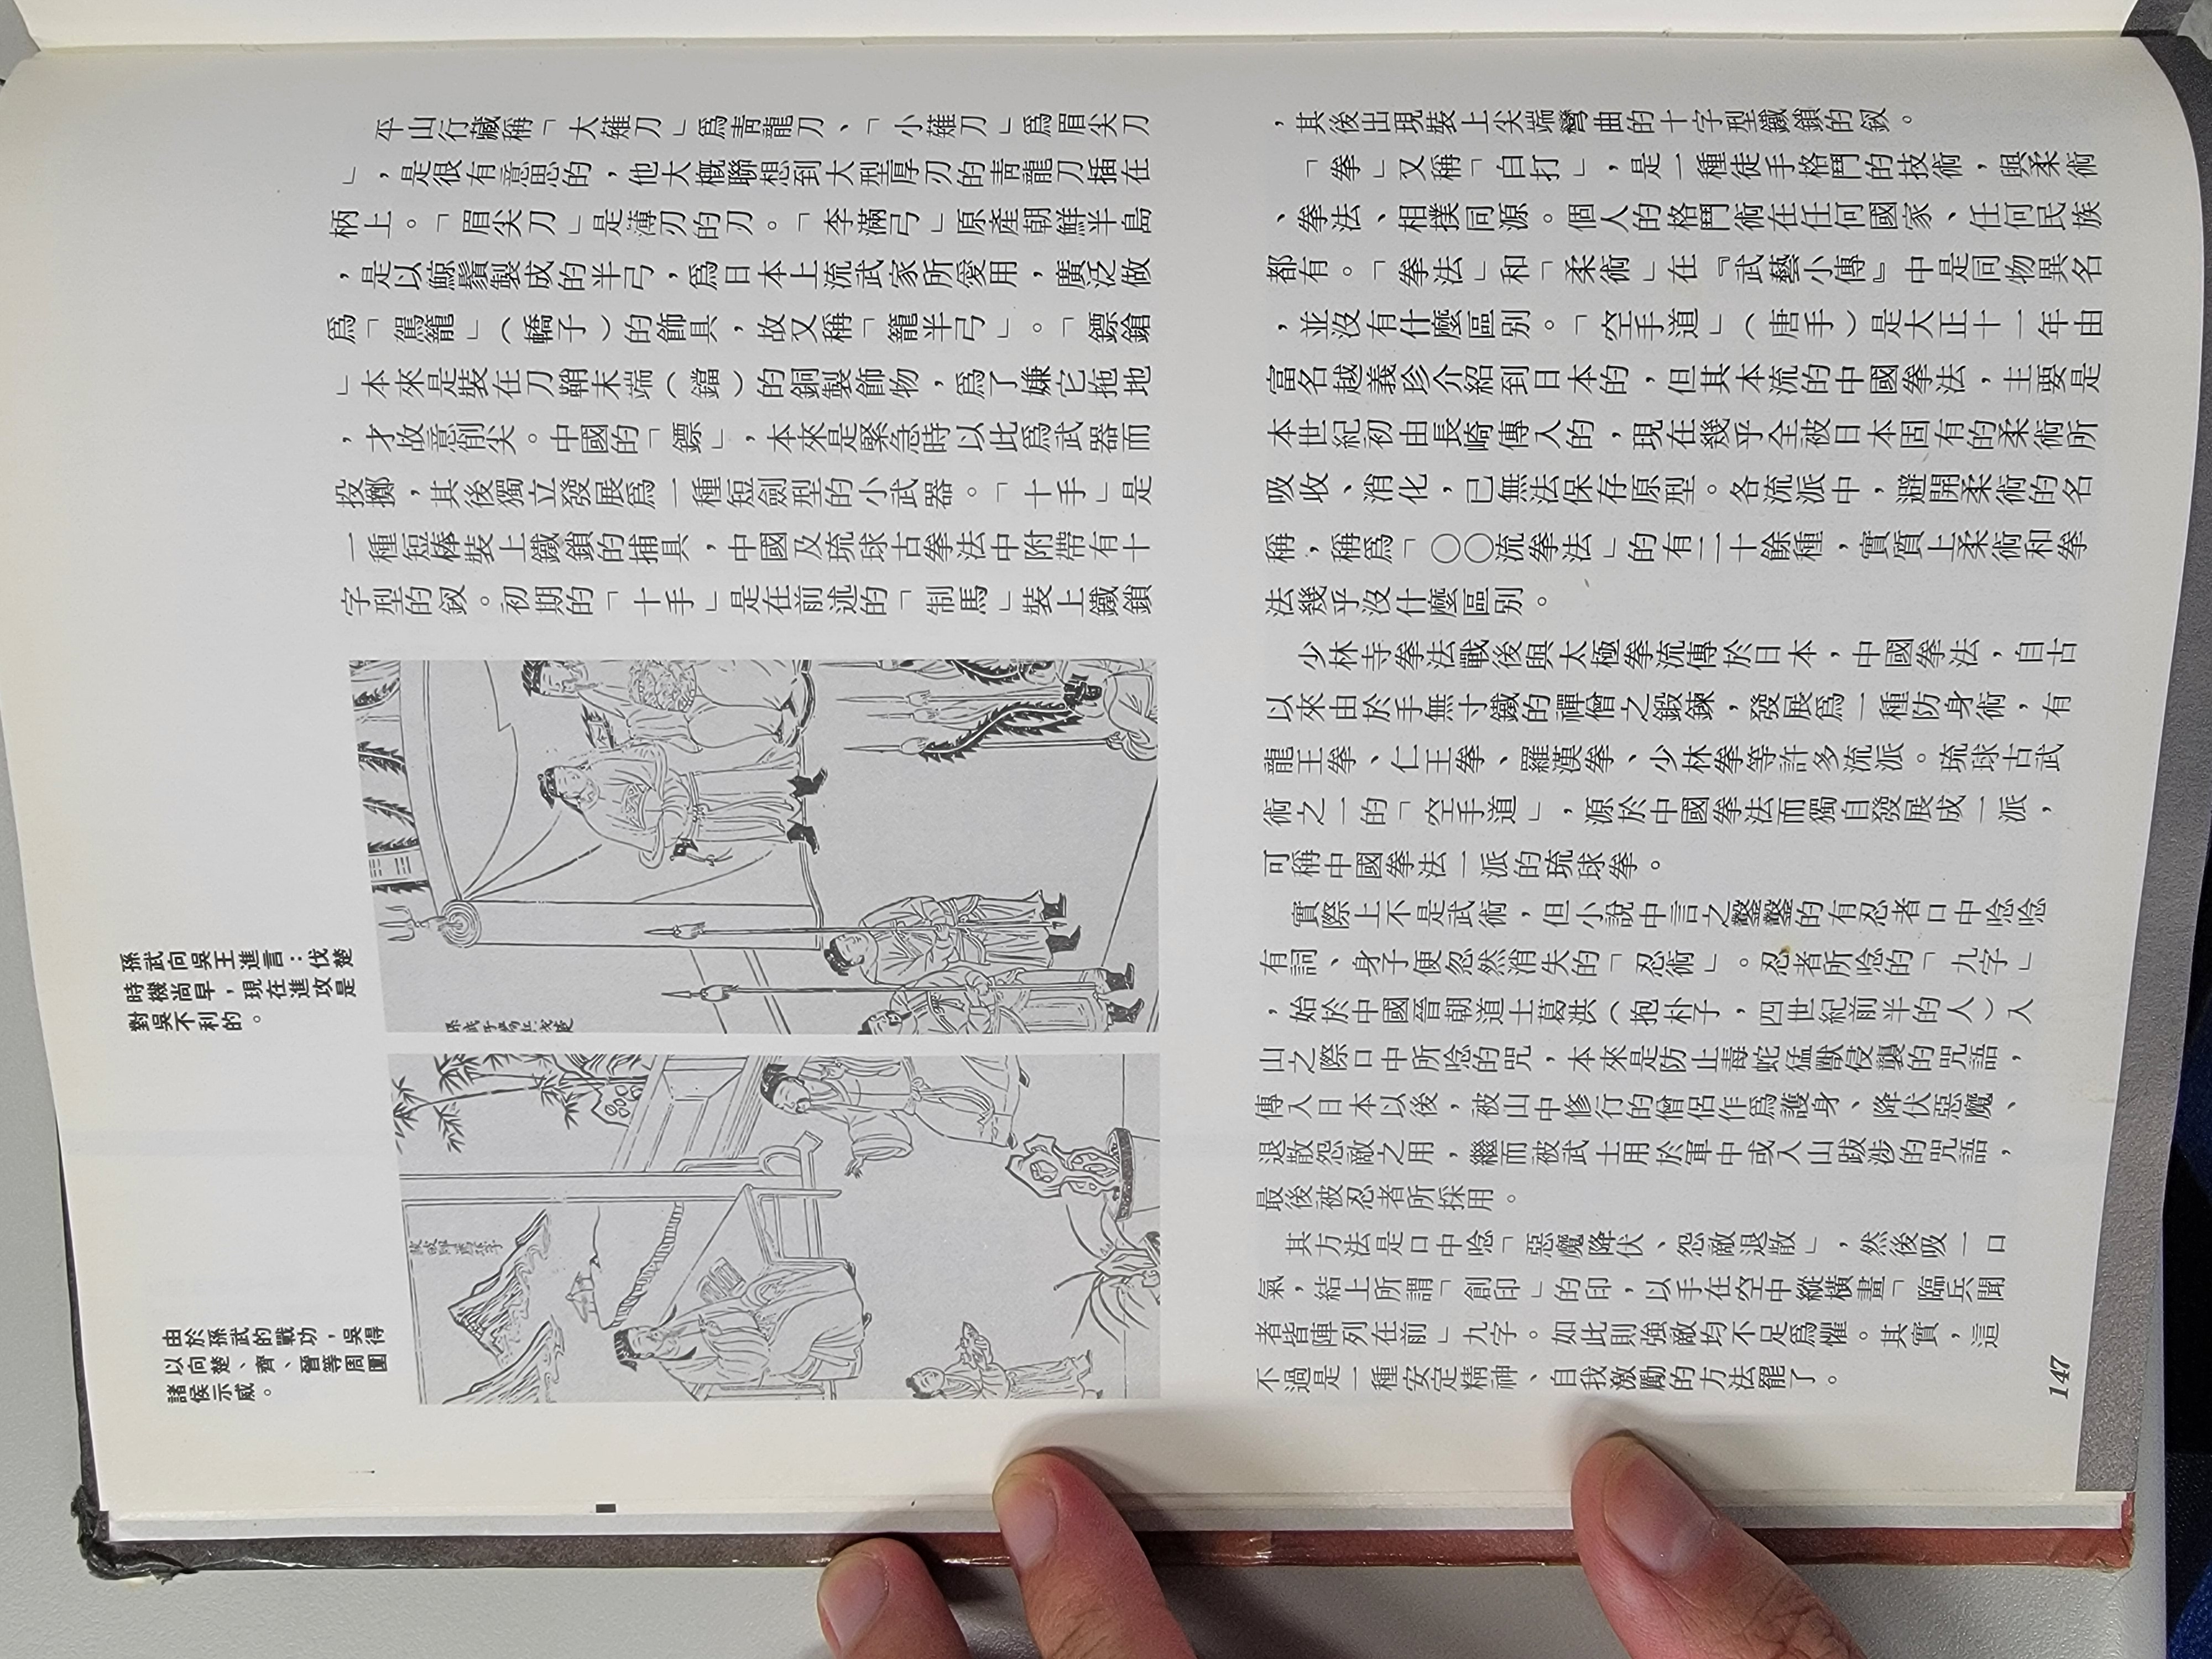 平山行藏稱「大薙刀」爲靑龍刀、「小薙刀」爲眉尖刀
」，是很有意思的，他大概聯想到大型厚刃的靑龍刀插在
柄上。「眉尖刀」是薄刃的刀。「李滿弓」原產朝鮮半島
，是以鯨鬚製成的半弓，爲日本上流武家所愛用，廣泛做
爲「駕籠」（轎子）的飾具，故又稱「籠半弓」。「鏢鎗
」本來是裝在刀鞘末端（鐺）的銅製飾物，爲了嫌它拖地
，才故意削尖。中國的「鏢」，本來是緊急時以此爲武器而
投擲，其後獨立發展爲一種短劍型的小武器。「十手」是
一種短棒裝上鐵鎖的捕具，中國及琉球古拳法中附帶有十
字型的釵。初期的「十手」是在前述的「制馬」裝上鐵鎖
孫武向吳王進言：伐楚
時機尚早，現在進攻是
對吳不利的。
由於孫武的戰功，吳得
以向楚、齊、晉等周圍
諸侯示威。
，其後出現裝上尖端彎曲的十字型鐵鎖的釵。
「拳」又稱「白打」，是一種徒手格鬥的技術，與柔術
、拳法、相撲同源。個人的格鬥術在任何國家、任何民族
都有。「拳法」和「柔術」在『武藝小傳』中是同物異名
，並沒有什麼區別。「空手道」（唐手）是大正十一年由
富名越義珍介紹到日本的，但其本流的中國拳法，主要是
本世紀初由長崎傳入的，現在幾乎全被日本固有的柔術所
吸收、消化，已無法保存原型。各流派中，避開柔術的名
稱，稱爲「〇〇流拳法」的有二十餘種，實質上柔術和拳
法幾乎沒什麼區別。
少林寺拳法戰後與太極拳流傳於日本，中國拳法，自古
以來由於手無寸鐵的禪僧之鍛鍊，發展爲一種防身術，有
龍王拳、仁王拳、羅漢拳、少林拳等許多流派。琉球古武
術之一的「空手道」，源於中國拳法而獨自發展成一派，
可稱中國拳法一派的琉球拳。
實際上不是武術，但小說中言之鑿鑿的有忍者口中唸唸
有詞、身子便忽然消失的「忍術」。忍者所唸的「九字」
，始於中國晉朝道士葛洪（抱朴子，四世紀前半的人）入
山之際口中所唸的咒，本來是防止毒蛇猛獸侵襲的咒語，
傳入日本以後，被山中修行的僧侶作爲護身、降伏惡魔、
退散怨敵之用，繼而被武士用於軍中或入山跋涉的咒語，
最後被忍者所採用。
其方法是口中唸「惡魔降伏、怨敵退散」，然後吸一口
氣，結上所謂「創印」的印，以手在空中縱橫畫「臨兵聞
者皆陣列在前」九字。如此則強敵均不足爲懼。其實，這
不過是一種安定精神、自我激勵的方法罷了。
147